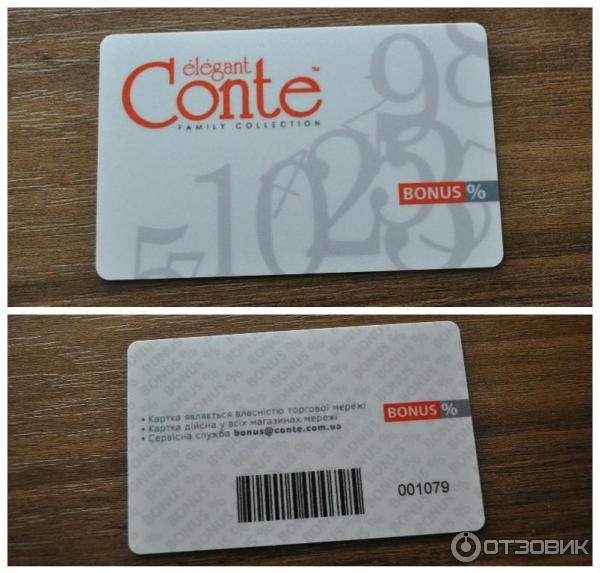 élégant
Conte™
FAMILY COLLECTION
BONUS %
• Картка являється власністю торгової мережі
• Картка дійсна у всіх магазинах мережі
• Сервісна служба bonus@conte.com.ua
BONUS %
001079
ОТЗОВИК